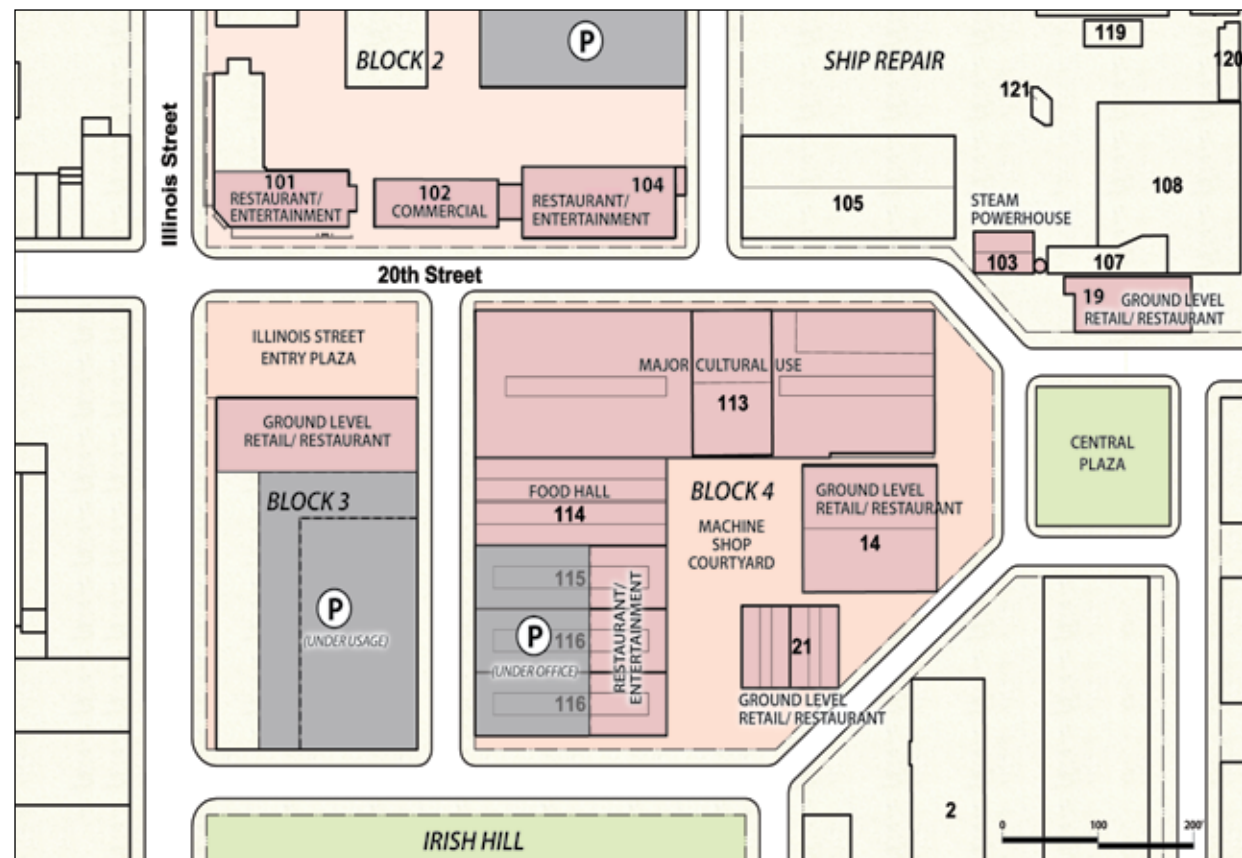 BLOCK 2
P
SHIP REPAIR
119
120
121
Illinois Street
101
RESTAURANT/
ENTERTAINMENT
102
COMMERCIAL
104
RESTAURANT/
ENTERTAINMENT
105
108
STEAM
POWERHOUSE
103
107
20th Street
19
GROUND LEVEL
RETAIL/ RESTAURANT
ILLINOIS STREET
ENTRY PLAZA
MAJOR CULTURAL USE
113
GROUND LEVEL
RETAIL/ RESTAURANT
CENTRAL
PLAZA
BLOCK 3
FOOD HALL
114
BLOCK 4
GROUND LEVEL
RETAIL/ RESTAURANT
14
MACHINE
SHOP
COURTYARD
P
(UNDER USAGE)
115
P
116
(UNDER OFFICE)
116
RESTAURANT/
ENTERTAINMENT
21
GROUND LEVEL
RETAIL/ RESTAURANT
2
0
100
200'
IRISH HILL